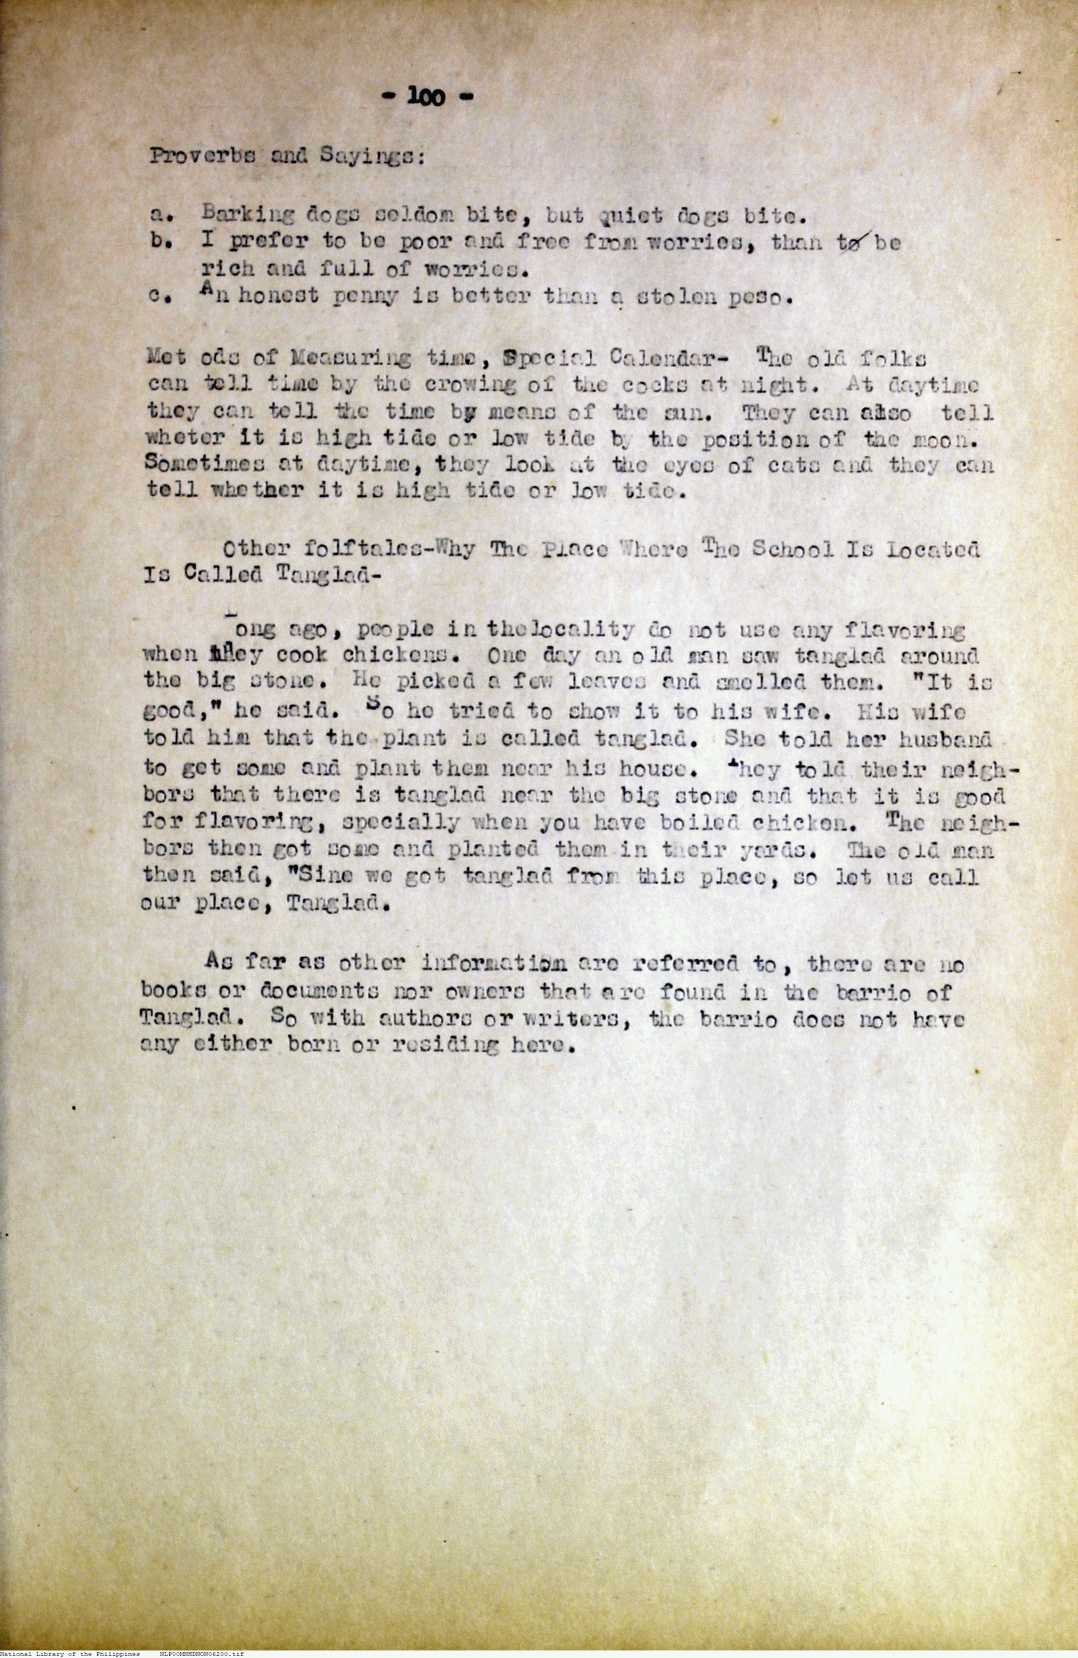 - 100 -
Proverbs and Sayings:
a. Barking dogs seldom bite, but quiet dogs bite.
b. I prefer to be poor and free from worries, than to be
rich and full of worries.
c. An honest penny is better than a stolen peso.
Met ods of Measuring time, Special Calendar- The old folks
can tell time by the crowing of the cocks at night. At daytime
they can tell the time by means of the sun. They can also tell
wheter it is high tide or low tide by the position of the moon.
Sometimes at daytime, they look at the eyes of cats and they can
tell whether it is high tide or low tide.
Other folftales-Why The Place Where The School Is Located
Is Called Tanglad-
Long ago, people in thelocality do not use any flavoring
when they cook chickens. One day an old man saw tanglad around
the big stone. He picked a few leaves and smelled them. "It is
good," he said. So he tried to show it to his wife. His wife
told him that the plant is called tanglad. She told her husband
to get some and plant them near his house. They told their neigh-
bors that there is tanglad near the big stone and that it is good
for flavoring, specially when you have boiled chicken. The neigh-
bors then got some and planted them in their yards. The old man
then said, "Sine we got tanglad from this place, so let us call
our place, Tanglad.
As far as other information are referred to, there are no
books or documents nor owners that are found in the barrio of
Tanglad. So with authors or writers, the barrio does not have
any either born or residing here.
National Library of the Philippines